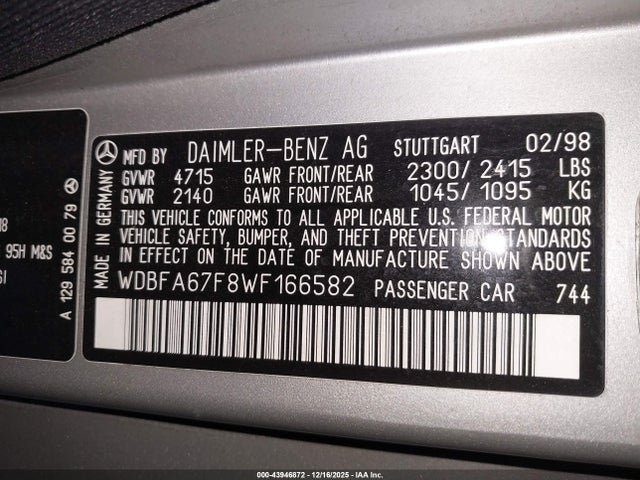 MFD BY DAIMLER-BENZ AG STUTTGART 02/98
GVWR 4715 GAWR FRONT/REAR 2300/2415 LBS
GVWR 2140 GAWR FRONT/REAR 1045/1095 KG
THIS VEHICLE CONFORMS TO ALL APPLICABLE U.S. FEDERAL MOTOR
VEHICLE SAFETY, BUMPER, AND THEFT PREVENTION STANDARDS
IN EFFECT ON THE DATE OF MANUFACTURE SHOWN ABOVE
WDBFA67F8WF166582 PASSENGER CAR 744
MADE IN GERMANY
A 129 584 00 79
95H M&S
000-43946872 - 12/16/2025 - IAA Inc.